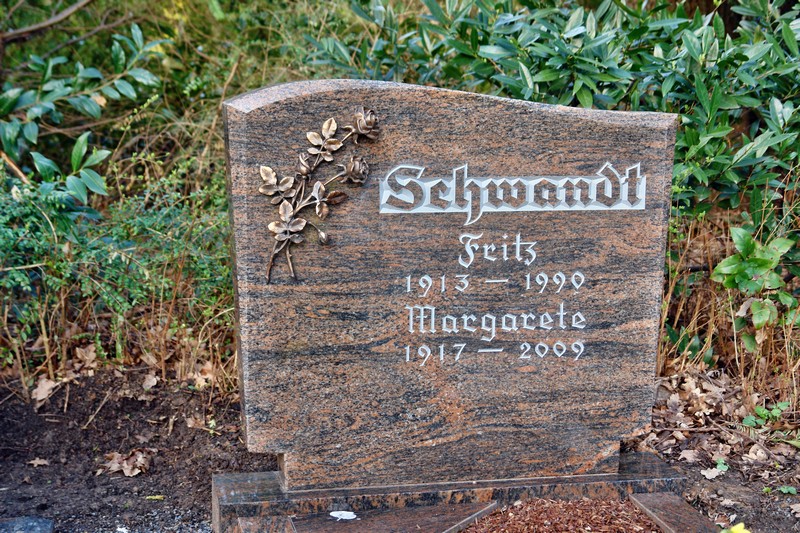 Schwandt
Fritz
1913 — 1990
Margarete
1917 — 2009